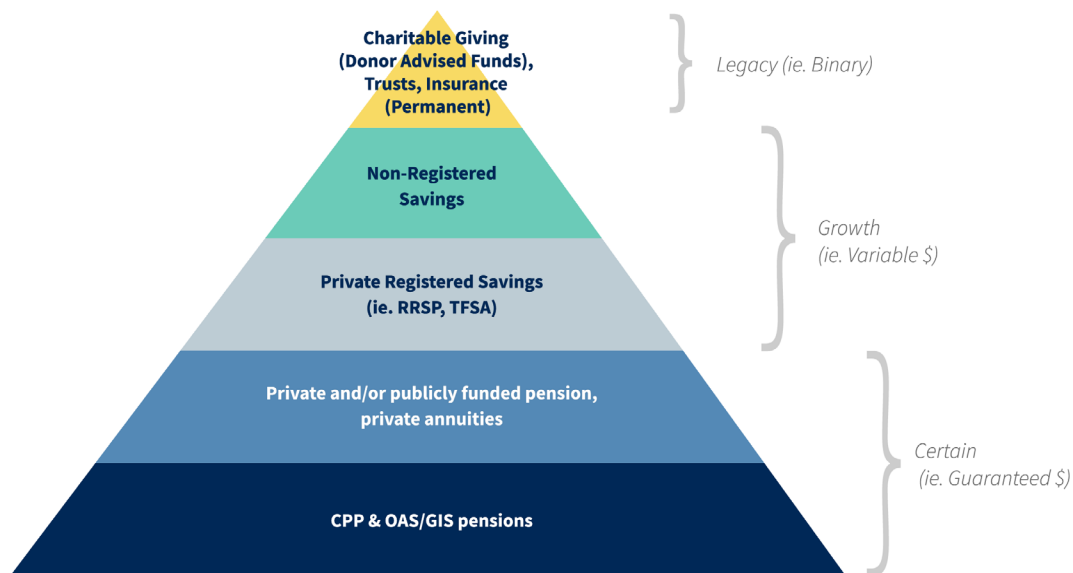 Charitable Giving
(Donor Advised Funds),
Trusts, Insurance
(Permanent)
Legacy (ie. Binary)
Non-Registered
Savings
Growth
(ie. Variable $)
Private Registered Savings
(ie. RRSP, TFSA)
Private and/or publicly funded pension,
private annuities
Certain
(ie. Guaranteed $)
CPP & OAS/GIS pensions